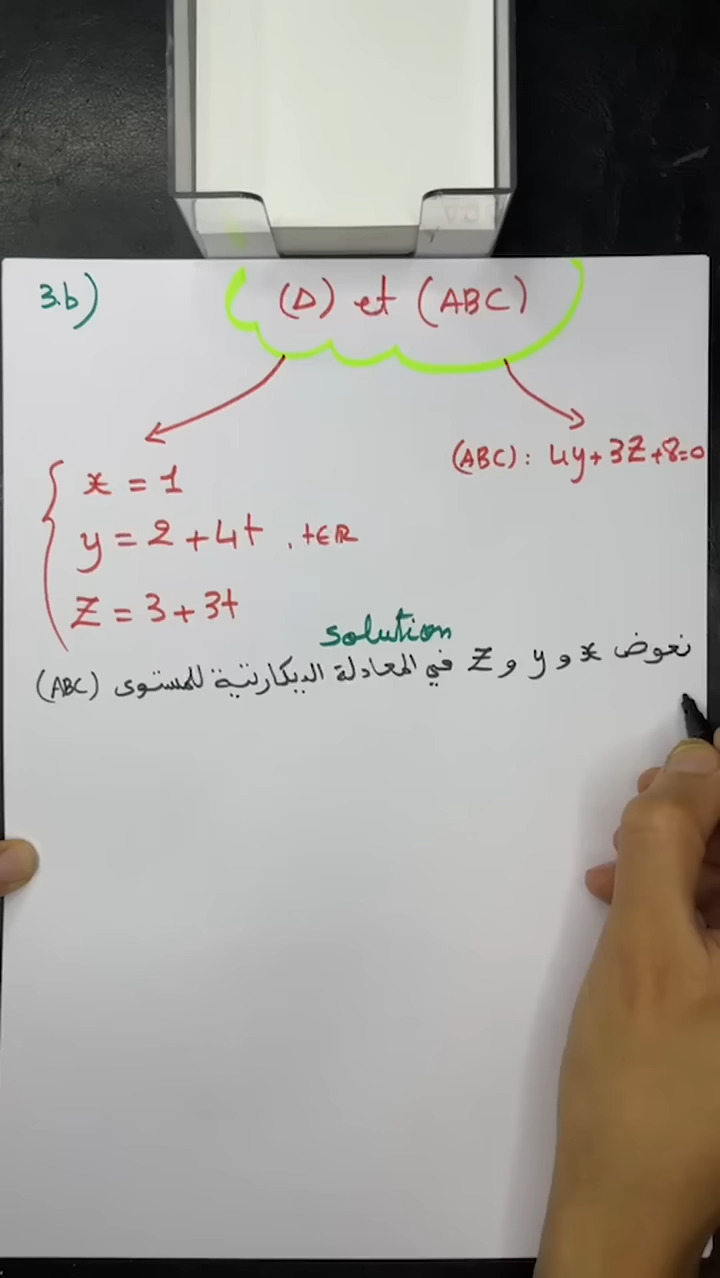 3.b)
(Δ) et (ABC)
(ABC): 4y+3Z+8=0
x = 1
y = 2+4t , t∈ℝ
Z = 3+3t
solution
نعوض x و y و Z في المعادلة الديكارتية للمستوى (ABC)